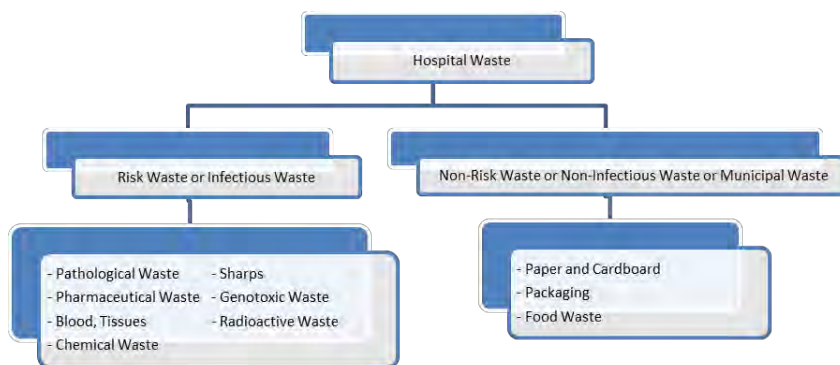 Hospital Waste
Risk Waste or Infectious Waste
Non-Risk Waste or Non-Infectious Waste or Municipal Waste
- Pathological Waste - Sharps
- Pharmaceutical Waste - Genotoxic Waste
- Blood, Tissues - Radioactive Waste
- Chemical Waste
- Paper and Cardboard
- Packaging
- Food Waste